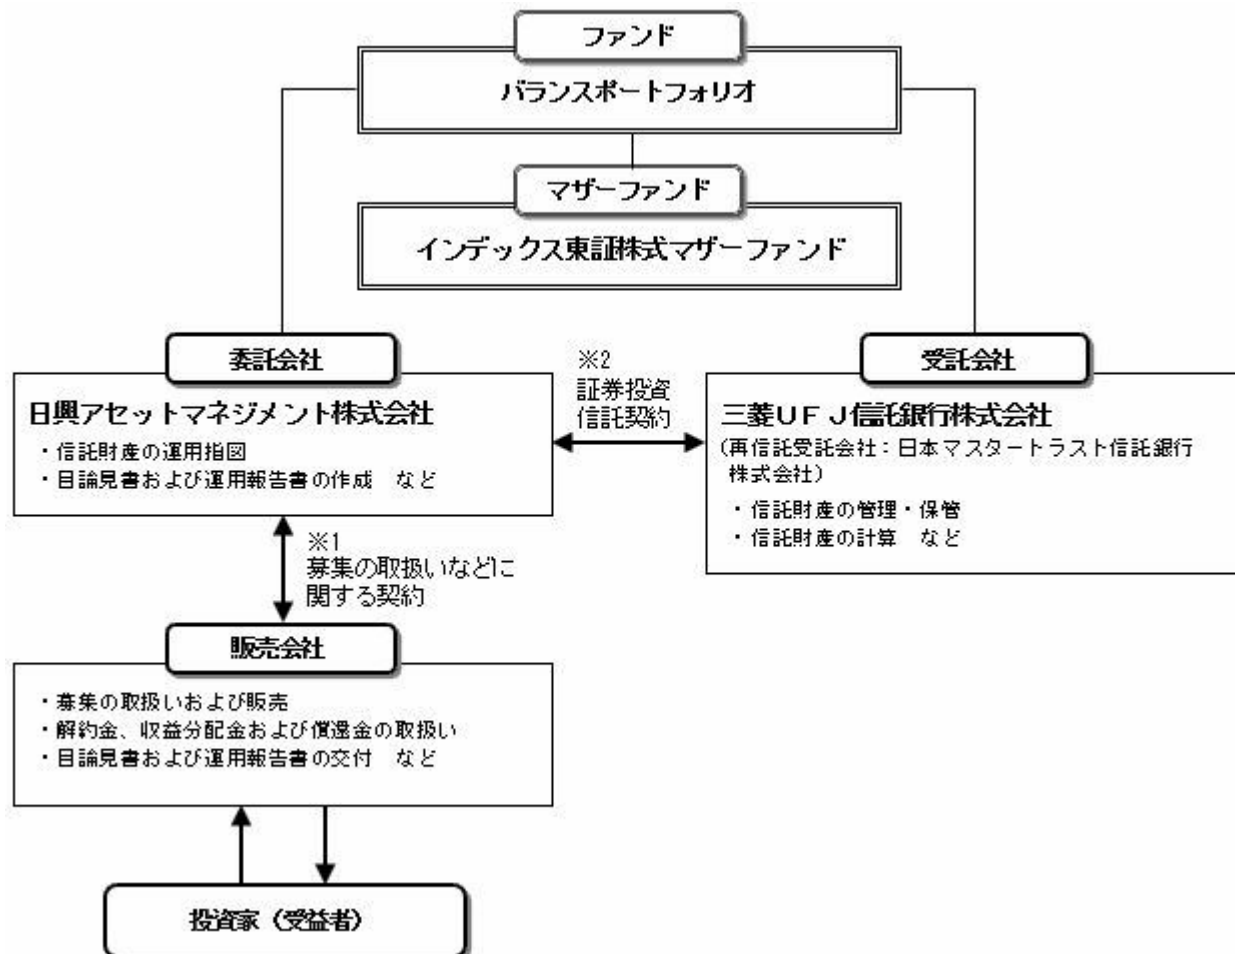 ファンド
バランスポートフォリオ
マザーファンド
インデックス東証株式マザーファンド
委託会社
日興アセットマネジメント株式会社
・信託財産の運用指図
・目論見書および運用報告書の作成　など
※2
証券投資
信託契約
受託会社
三菱ＵＦＪ信託銀行株式会社
(再信託受託会社：日本マスタートラスト信託銀行
株式会社)
・信託財産の管理・保管
・信託財産の計算　など
※1
募集の取扱いなどに
関する契約
販売会社
・募集の取扱いおよび販売
・解約金、収益分配金および償還金の取扱い
・目論見書および運用報告書の交付　など
投資家（受益者）